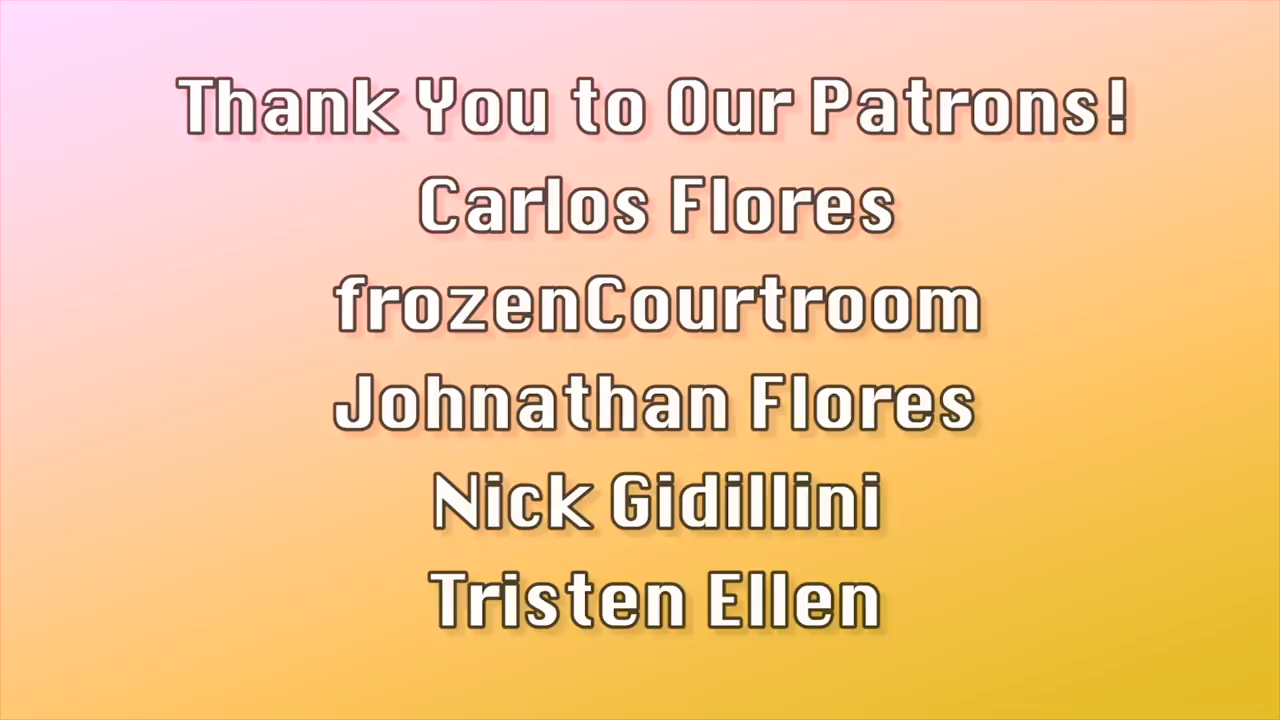 Thank You to Our Patrons!
Carlos Flores
frozenCourtroom
Johnathan Flores
Nick Gidillini
Tristen Ellen